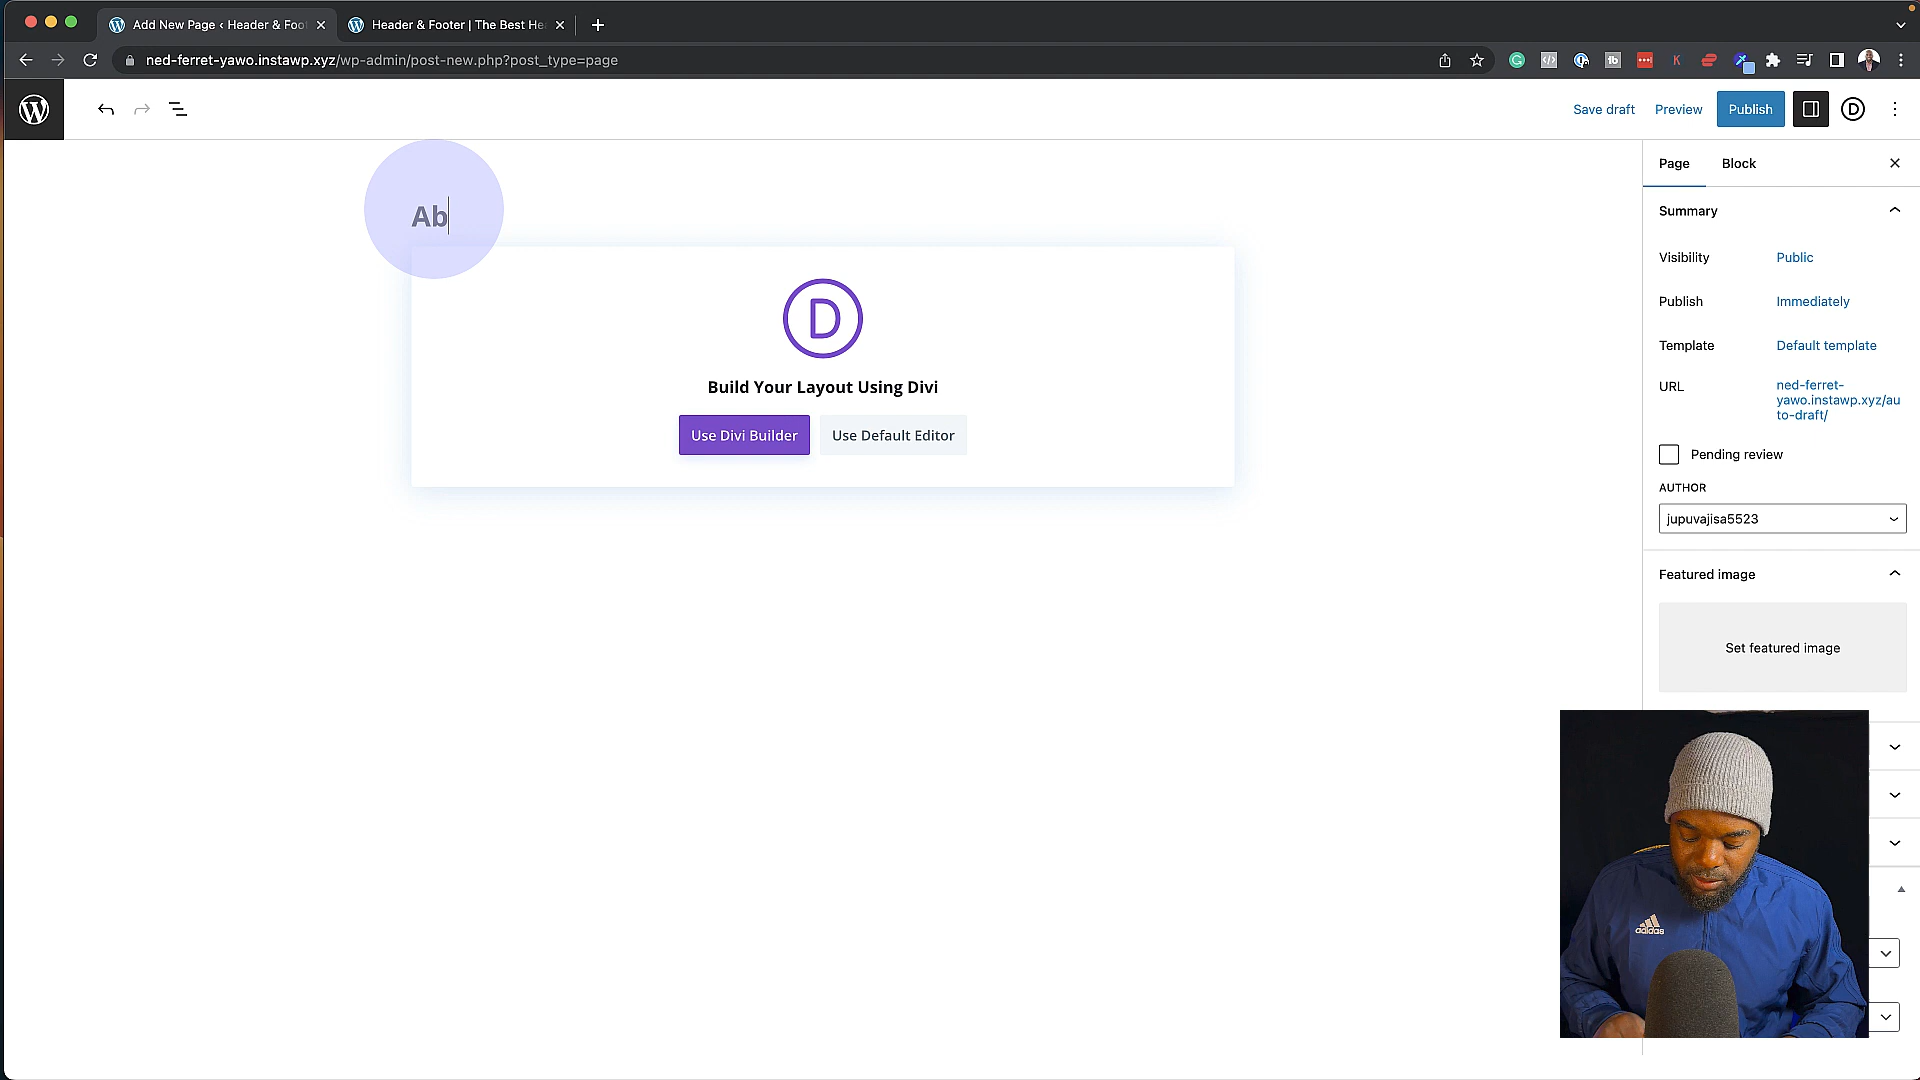 Add New Page ‹ Header & Foo
Header & Footer | The Best He
ned-ferret-yawo.instawp.xyz/wp-admin/post-new.php?post_type=page
Save draft
Preview
Publish
Page
Block
Ab
Summary
Visibility
Public
Publish
Immediately
Template
Default template
URL
ned-ferret-
yawo.instawp.xyz/au
to-draft/
Pending review
AUTHOR
jupuvajisa5523
Featured image
Set featured image
D
Build Your Layout Using Divi
Use Divi Builder
Use Default Editor
adidas